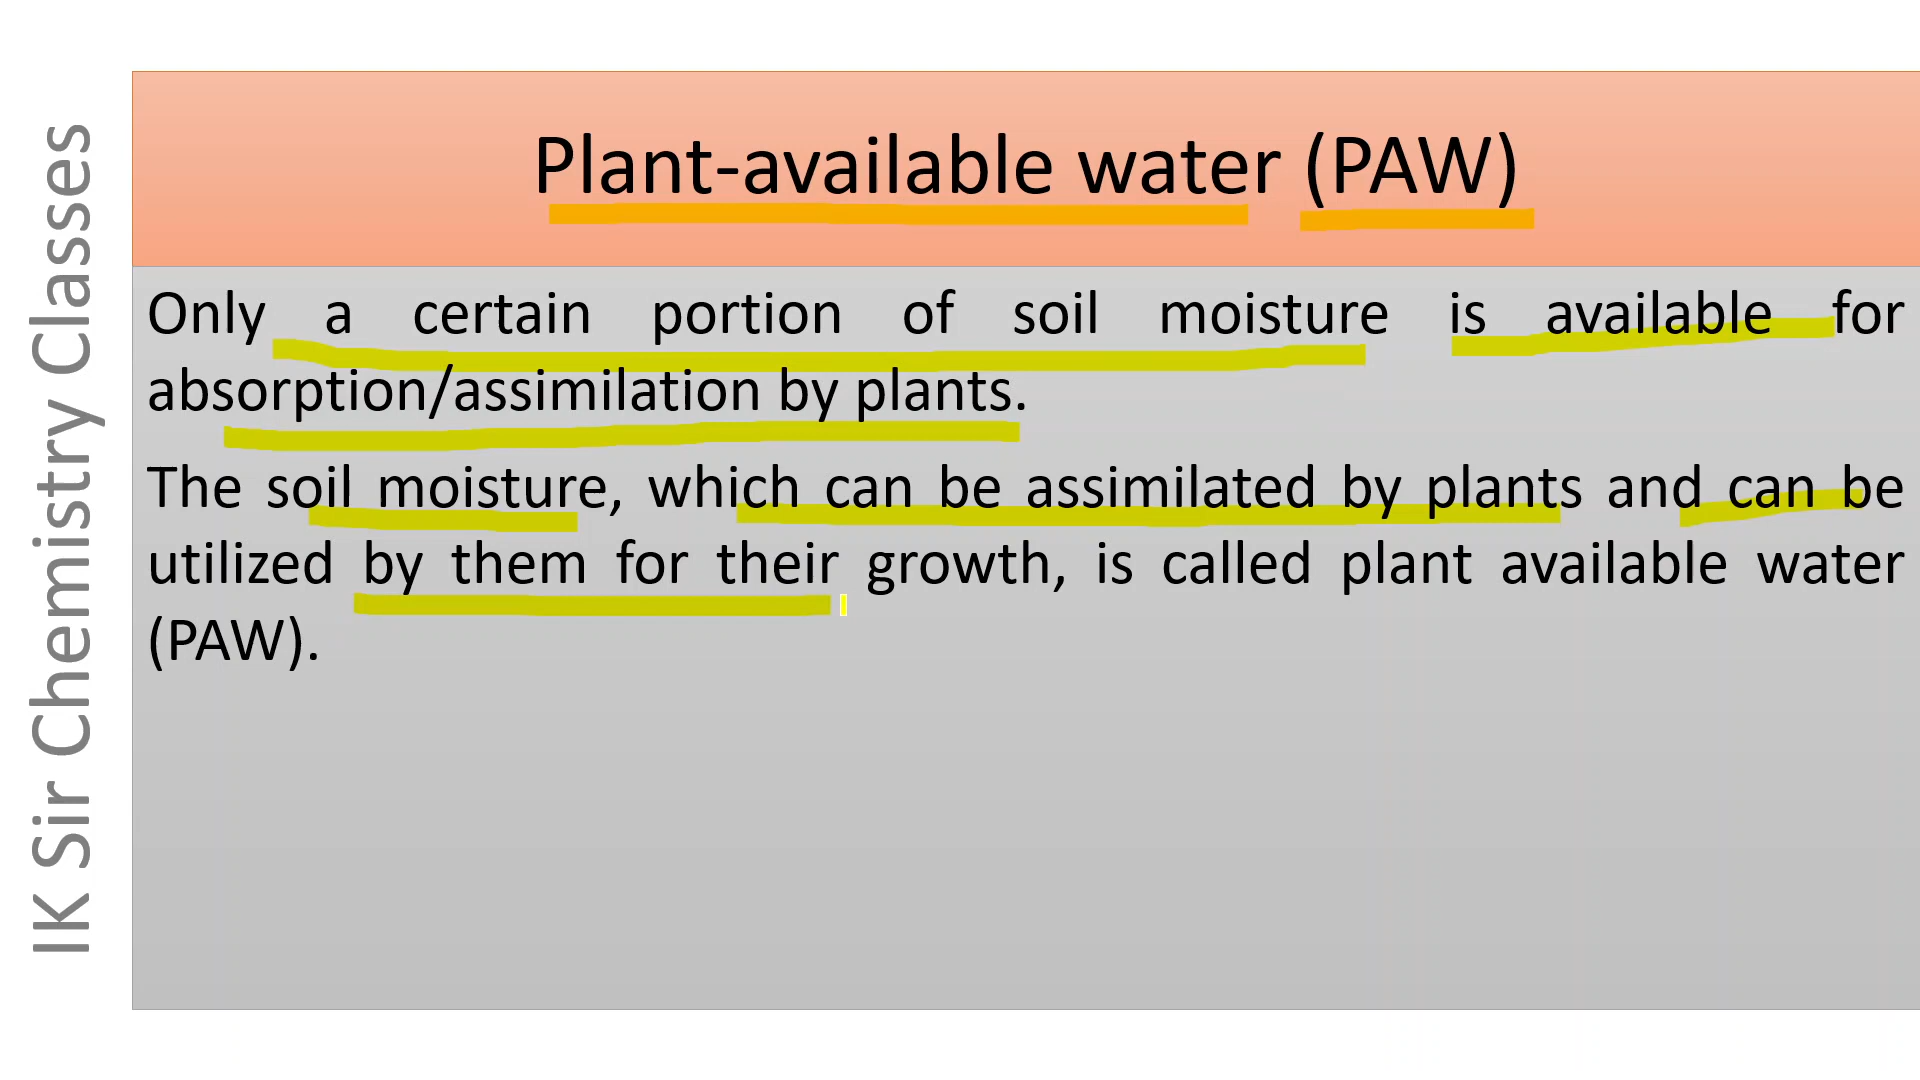 IK Sir Chemistry Classes
Plant-available water (PAW)
Only a certain portion of soil moisture is available for
absorption/assimilation by plants.
The soil moisture, which can be assimilated by plants and can be
utilized by them for their growth, is called plant available water
(PAW).